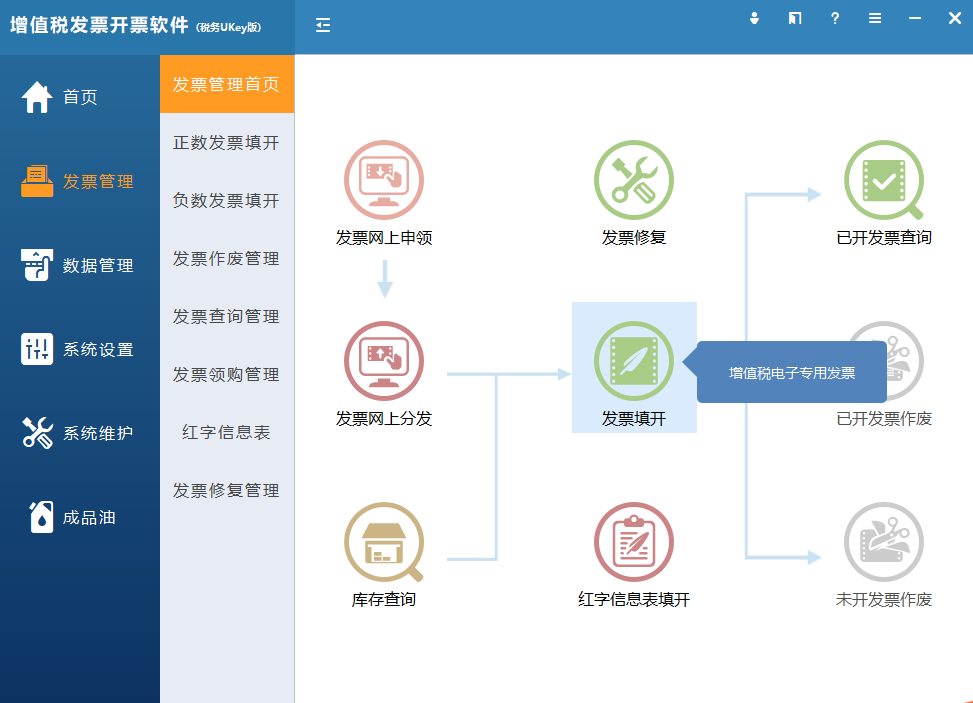 增值税发票开票软件 (税务UKey版)
首页
发票管理
数据管理
系统设置
系统维护
成品油
发票管理首页
正数发票填开
负数发票填开
发票作废管理
发票查询管理
发票领购管理
红字信息表
发票修复管理
发票网上申领
发票修复
已开发票查询
发票网上分发
发票填开
增值税电子专用发票
已开发票作废
库存查询
红字信息表填开
未开发票作废